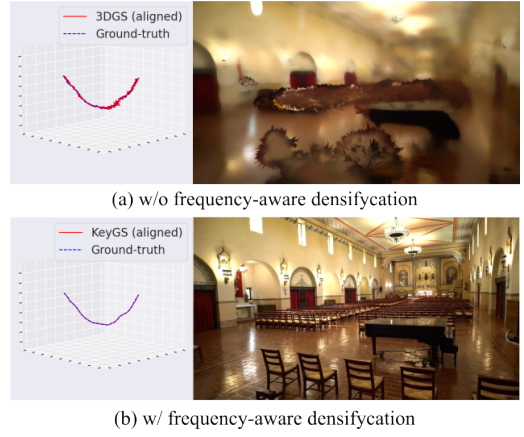 3DGS (aligned)
Ground-truth
(a) w/o frequency-aware densifycation
KeyGS (aligned)
Ground-truth
(b) w/ frequency-aware densifycation